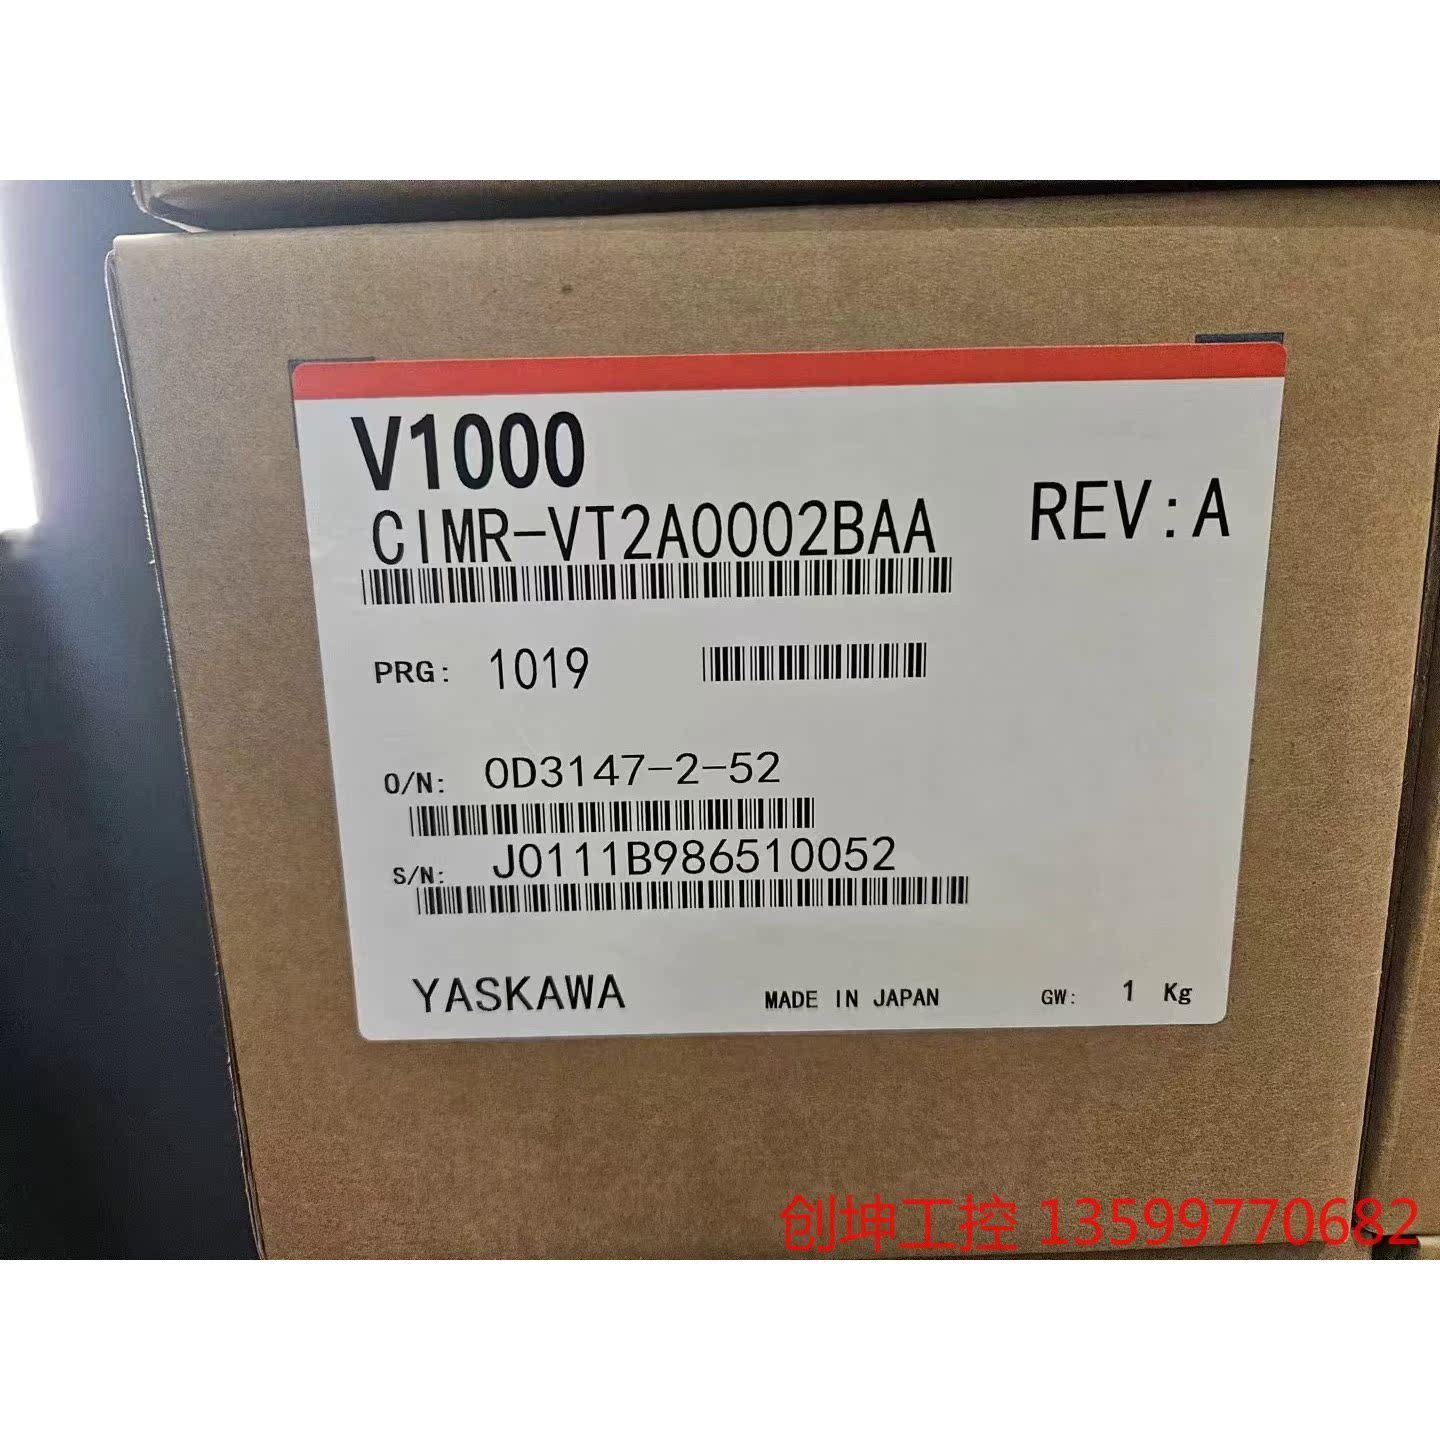 V1000
CIMR-VT2A0002BAA
REV:A
PRG: 1019
O/N: OD3147-2-52
S/N: J0111B986510052
YASKAWA
MADE IN JAPAN
GW: 1 Kg
创坤工控 13599770682